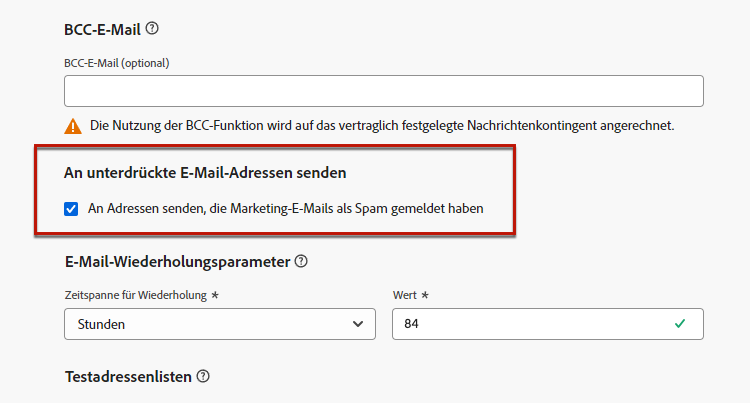 BCC-E-Mail
BCC-E-Mail (optional)
Die Nutzung der BCC-Funktion wird auf das vertraglich festgelegte Nachrichtenkontingent angerechnet.
An unterdrückte E-Mail-Adressen senden
An Adressen senden, die Marketing-E-Mails als Spam gemeldet haben
E-Mail-Wiederholungsparameter
Zeitspanne für Wiederholung *
Wert *
Stunden
84
Testadressenlisten